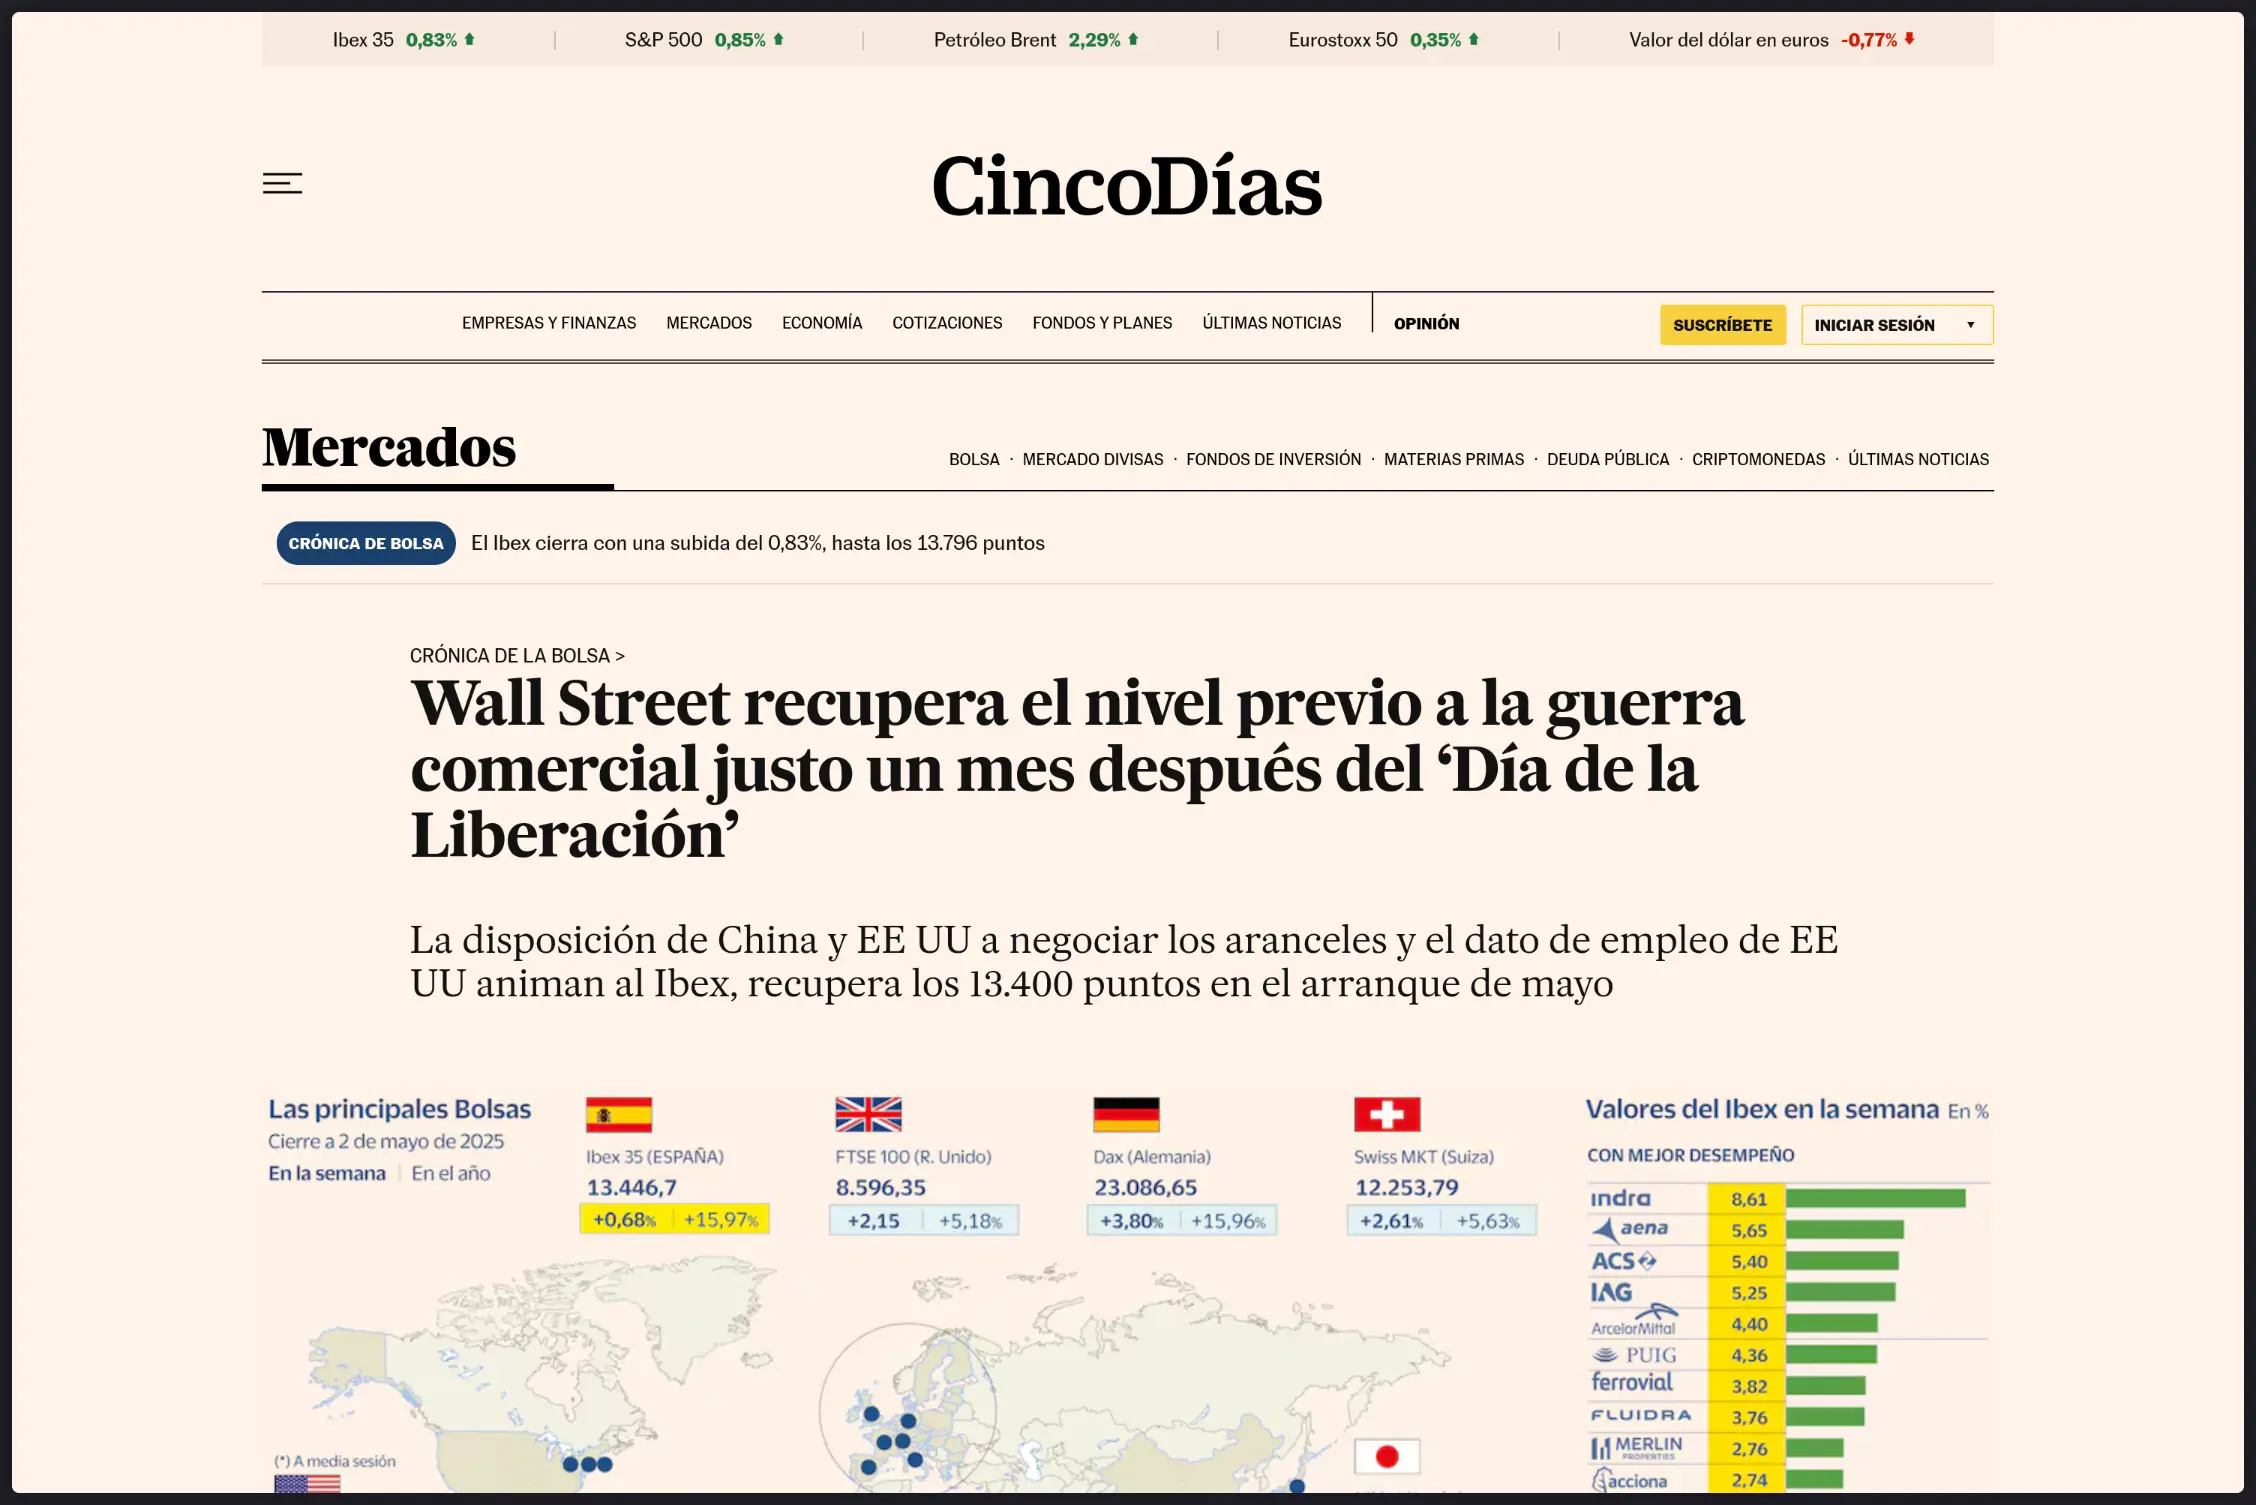 Ibex 35 0,83%
S&P 500 0,85%
Petróleo Brent 2,29%
Eurostoxx 50 0,35%
Valor del dólar en euros -0,77%
CincoDías
EMPRESAS Y FINANZAS MERCADOS ECONOMÍA COTIZACIONES FONDOS Y PLANES ÚLTIMAS NOTICIAS OPINIÓN SUSCRÍBETE INICIAR SESIÓN
Mercados
BOLSA · MERCADO DIVISAS · FONDOS DE INVERSIÓN · MATERIAS PRIMAS · DEUDA PÚBLICA · CRIPTOMONEDAS · ÚLTIMAS NOTICIAS
CRÓNICA DE BOLSA El Ibex cierra con una subida del 0,83%, hasta los 13.796 puntos
CRÓNICA DE LA BOLSA >
Wall Street recupera el nivel previo a la guerra
comercial justo un mes después del ‘Día de la
Liberación’
La disposición de China y EE UU a negociar los aranceles y el dato de empleo de EE
UU animan al Ibex, recupera los 13.400 puntos en el arranque de mayo
Las principales Bolsas
Cierre a 2 de mayo de 2025
En la semana | En el año
Ibex 35 (ESPAÑA)
13.446,7
+0,68% +15,97%
FTSE 100 (R. Unido)
8.596,35
+2,15 +5,18%
Dax (Alemania)
23.086,65
+3,80% +15,96%
Swiss MKT (Suiza)
12.253,79
+2,61% +5,63%
(*) A media sesión
Valores del Ibex en la semana En %
CON MEJOR DESEMPEÑO
indra 8,61
aena 5,65
ACS 5,40
IAG 5,25
ArcelorMittal 4,40
PUIG 4,36
ferrovial 3,82
FLUIDRA 3,76
MERLIN PROPERTIES 2,76
acciona 2,74